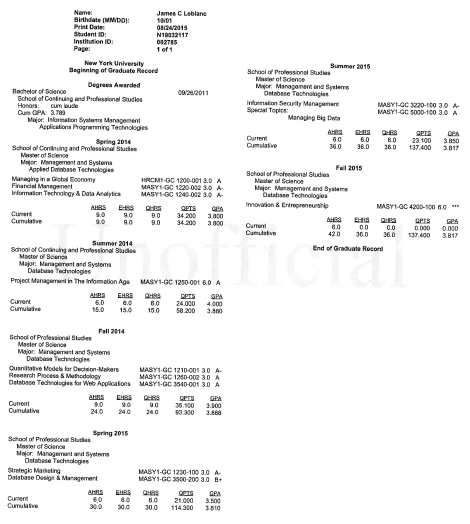 Name: James C Leblanc
Birthdate (MM/DD): 10/01
Print Date: 08/24/2015
Student ID: N19032117
Institution ID: 002785
Page: 1 of 1
New York University
Beginning of Graduate Record
Degrees Awarded
Bachelor of Science 09/26/2011
School of Continuing and Professional Studies
Honors: cum laude
Cum GPA: 3.789
Major: Information Systems Management
Applications Programming Technologies
Spring 2014
School of Continuing and Professional Studies
Master of Science
Major: Management and Systems
Applied Database Technologies
Managing in a Global Economy HRCM1-GC 1200-001 3.0 A
Financial Management MASY1-GC 1220-002 3.0 A-
Information Technology & Data Analytics MASY1-GC 1240-002 3.0 A-
AHRS EHRS QHRS QPTS GPA
Current 9.0 9.0 9.0 34.200 3.800
Cumulative 9.0 9.0 9.0 34.200 3.800
Summer 2014
School of Continuing and Professional Studies
Master of Science
Major: Management and Systems
Database Technologies
Project Management in The Information Age MASY1-GC 1250-001 6.0 A
AHRS EHRS QHRS QPTS GPA
Current 6.0 6.0 6.0 24.000 4.000
Cumulative 15.0 15.0 15.0 58.200 3.880
Fall 2014
School of Professional Studies
Master of Science
Major: Management and Systems
Database Technologies
Quantitative Models for Decision-Makers MASY1-GC 1210-001 3.0 A-
Research Process & Methodology MASY1-GC 1260-002 3.0 A
Database Technologies for Web Applications MASY1-GC 3540-001 3.0 A
AHRS EHRS QHRS QPTS GPA
Current 9.0 9.0 9.0 35.100 3.900
Cumulative 24.0 24.0 24.0 93.300 3.888
Spring 2015
School of Professional Studies
Master of Science
Major: Management and Systems
Database Technologies
Strategic Marketing MASY1-GC 1230-100 3.0 A-
Database Design & Management MASY1-GC 3500-200 3.0 B+
AHRS EHRS QHRS QPTS GPA
Current 6.0 6.0 6.0 21.000 3.500
Cumulative 30.0 30.0 30.0 114.300 3.810
Summer 2015
School of Professional Studies
Master of Science
Major: Management and Systems
Database Technologies
Information Security Management MASY1-GC 3220-100 3.0 A-
Special Topics: MASY1-GC 5000-100 3.0 A
Managing Big Data
AHRS EHRS QHRS QPTS GPA
Current 6.0 6.0 6.0 23.100 3.850
Cumulative 36.0 36.0 36.0 137.400 3.817
Fall 2015
School of Professional Studies
Master of Science
Major: Management and Systems
Database Technologies
Innovation & Entrepreneurship MASY1-GC 4200-100 6.0 ***
AHRS EHRS QHRS QPTS GPA
Current 6.0 0.0 0.0 0.000 0.000
Cumulative 42.0 36.0 36.0 137.400 3.817
End of Graduate Record
Unofficial